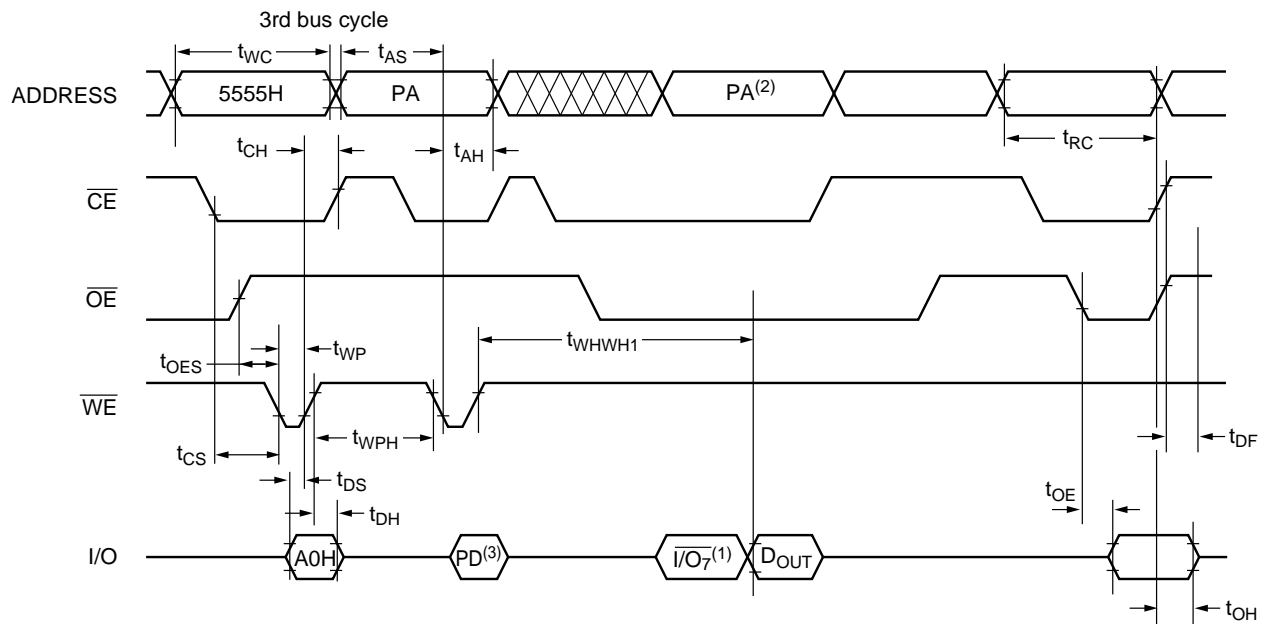 3rd bus cycle
tWC tAS
ADDRESS 5555H PA PA(2)
tCH tAH tRC
CE
OE
tOES tWP tWHWH1
WE
tCS tWPH tDF
tDS tOE
tDH
I/O A0H PD(3) I/O7(1) DOUT
tOH